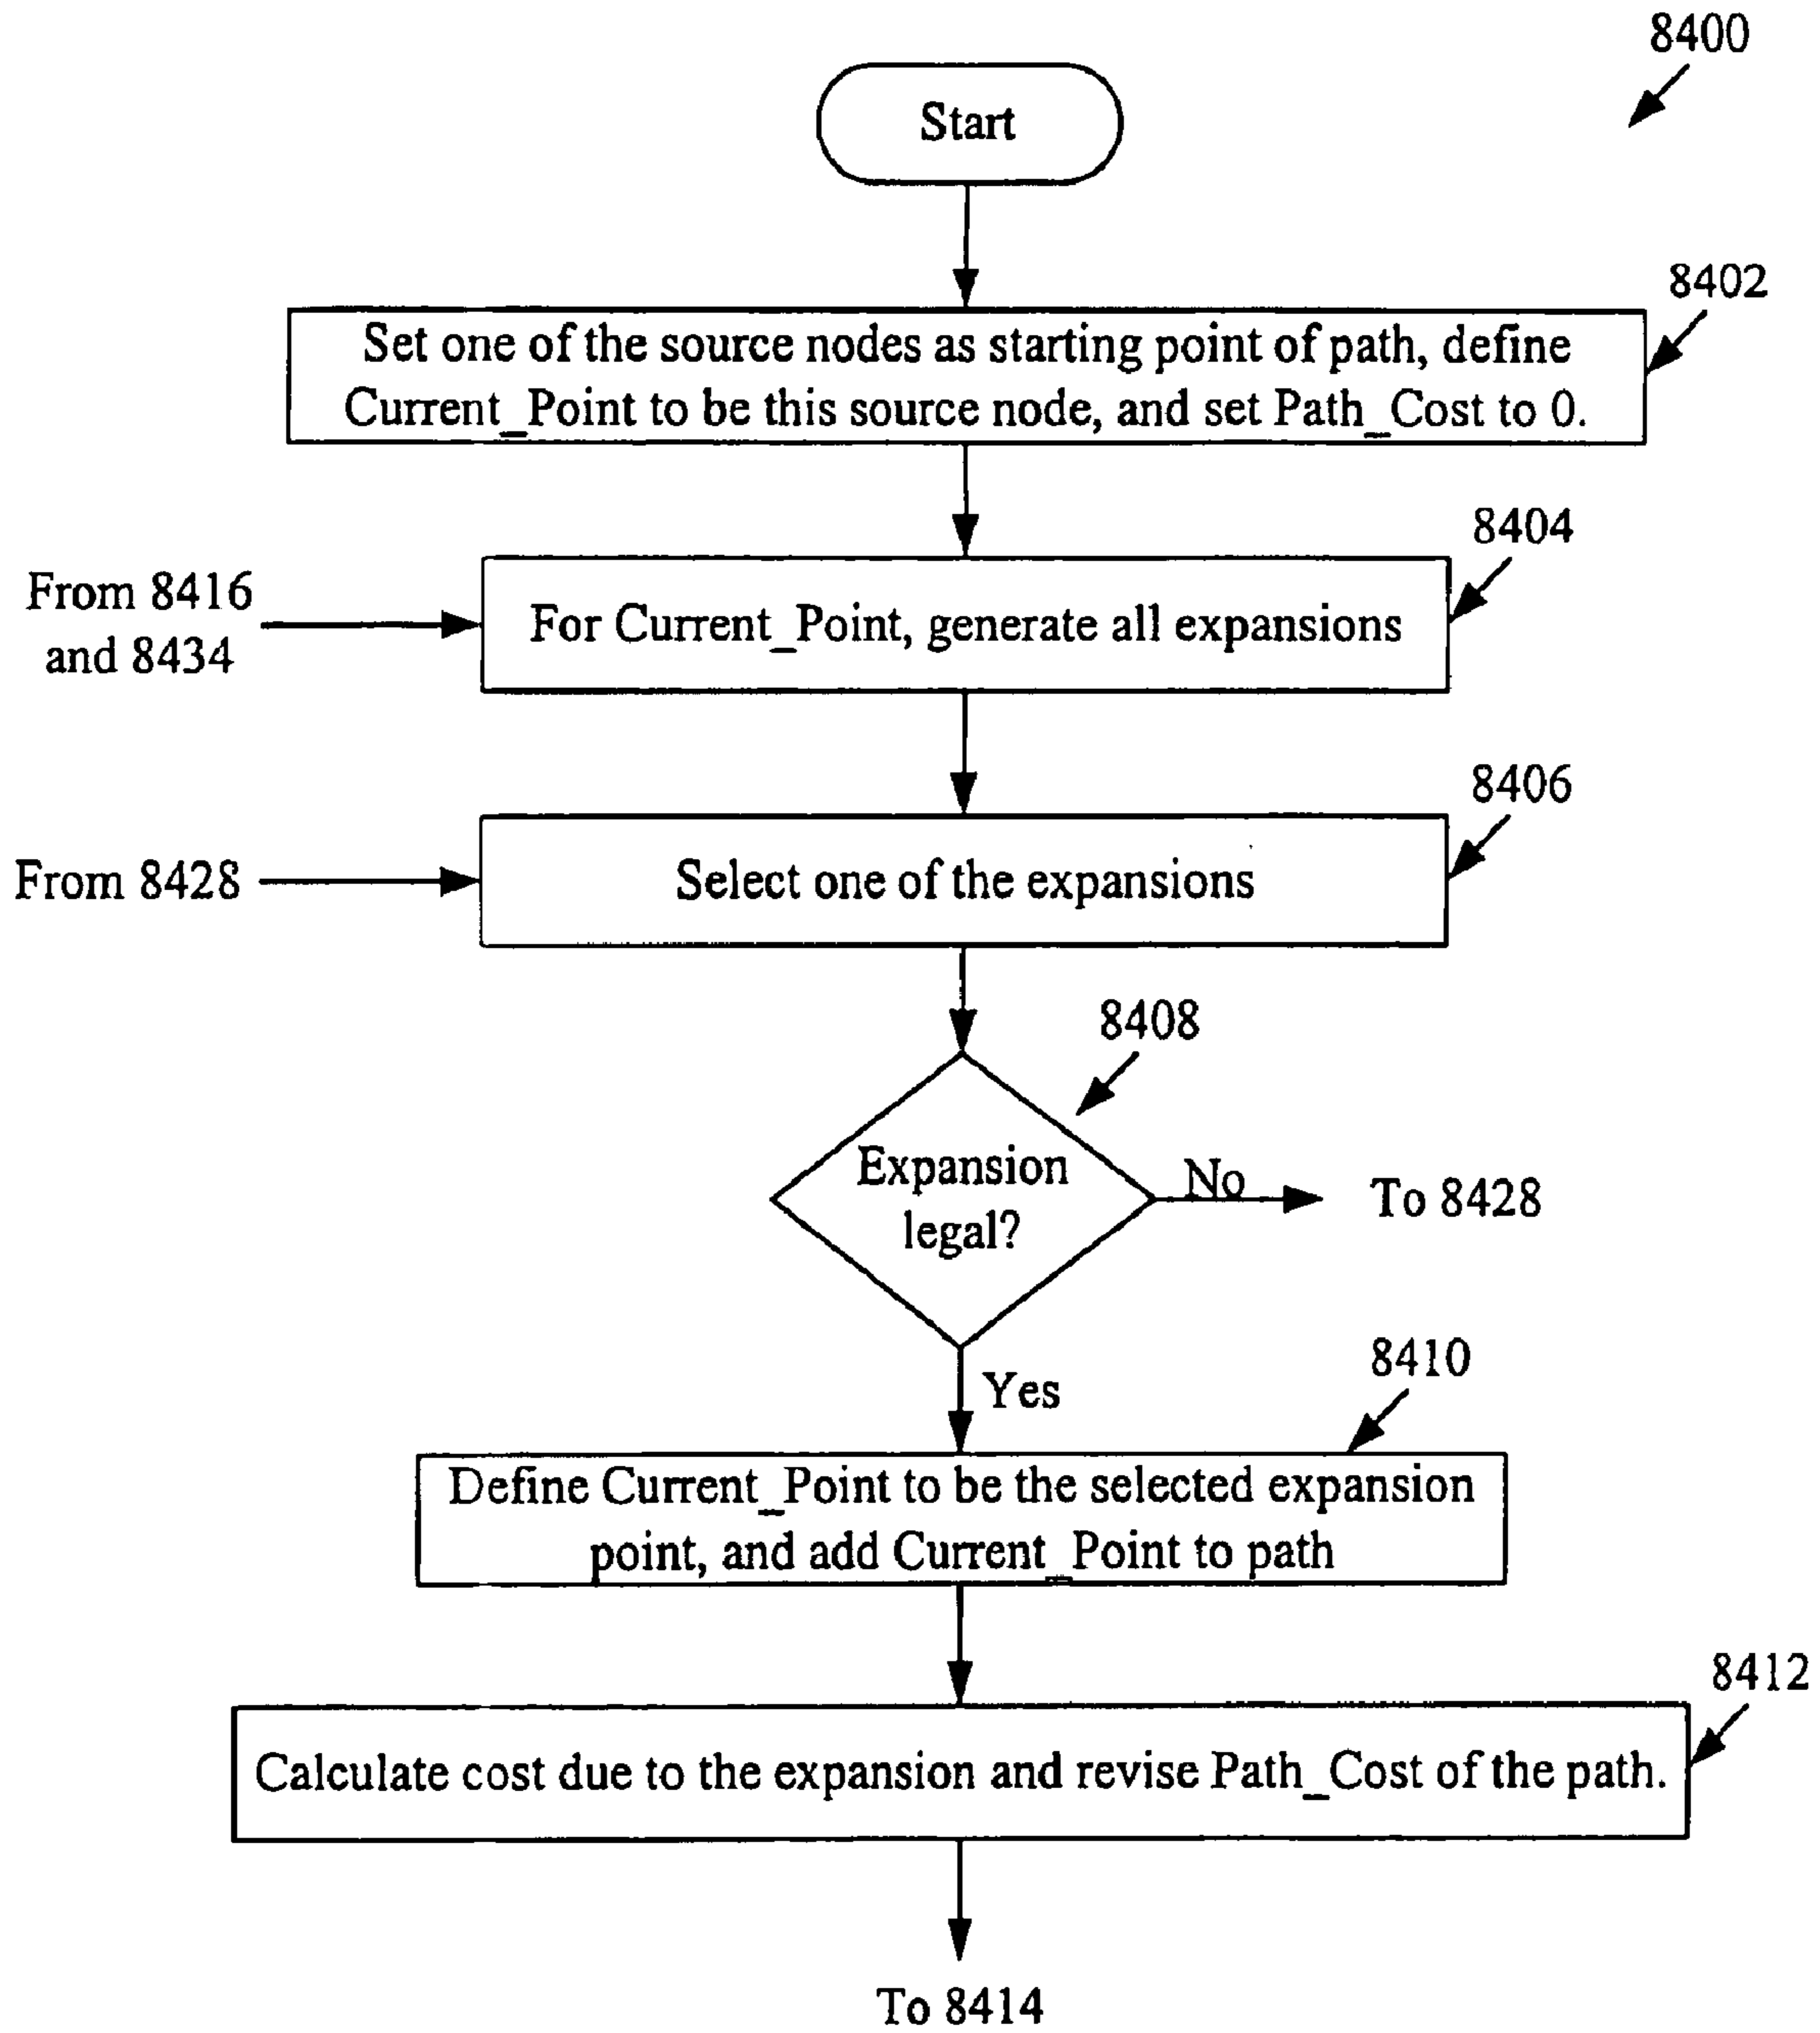 8400
Start
8402
Set one of the source nodes as starting point of path, define
Current_Point to be this source node, and set Path_Cost to 0.
8404
From 8416
and 8434
For Current_Point, generate all expansions
8406
From 8428
Select one of the expansions
8408
Expansion
legal?
No
To 8428
Yes
8410
Define Current_Point to be the selected expansion
point, and add Current_Point to path
8412
Calculate cost due to the expansion and revise Path_Cost of the path.
To 8414